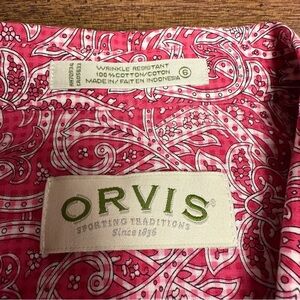 WRINKLE RESISTANT
100% COTTON/COTON
MADE IN/FAIT EN INDONESIA
6
ORVIS®
SPORTING TRADITIONS
Since 1856